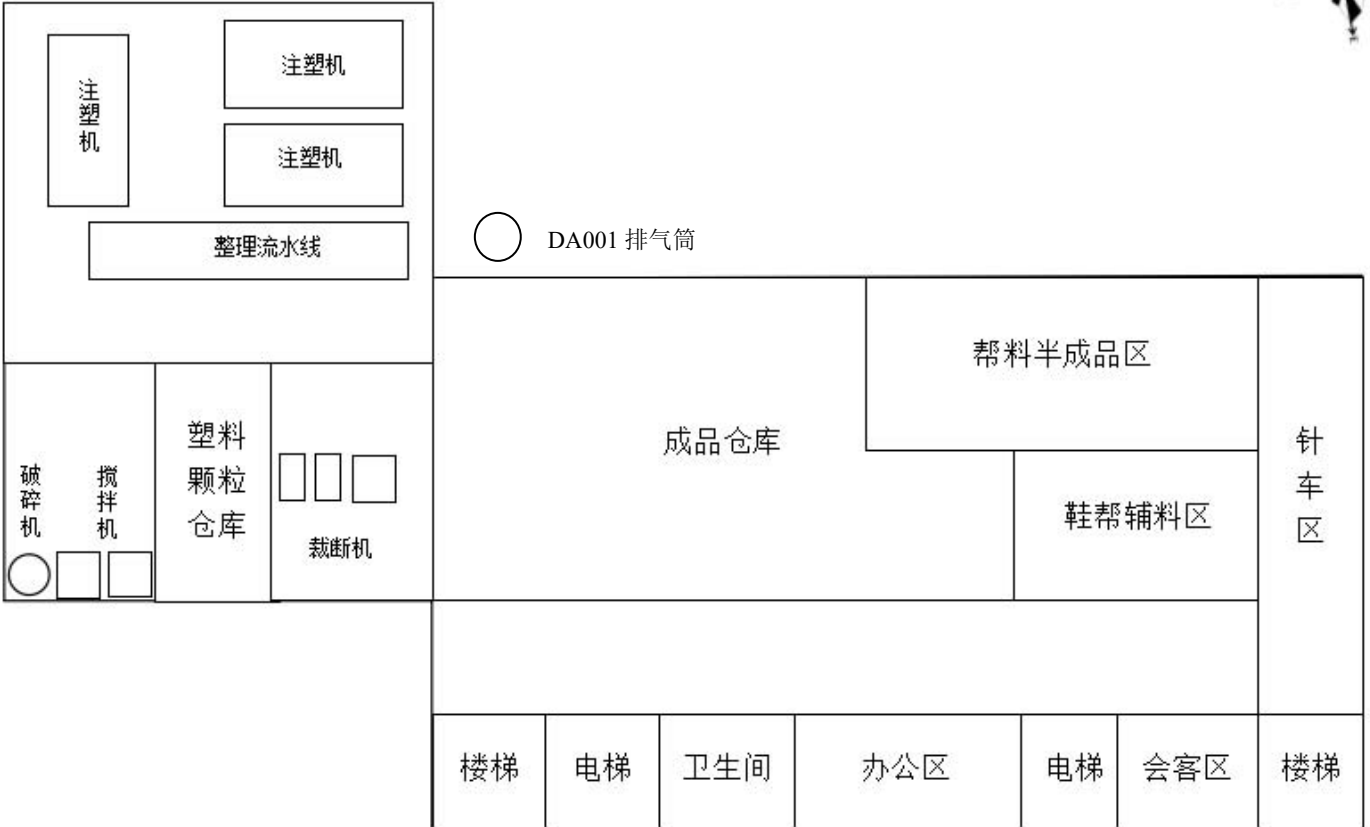 注塑机
注塑机
注塑机
整理流水线
DA001 排气筒
帮料半成品区
成品仓库
鞋帮辅料区
针车区
塑料
颗粒
仓库
破碎机
搅拌机
裁断机
楼梯
电梯
卫生间
办公区
电梯
会客区
楼梯